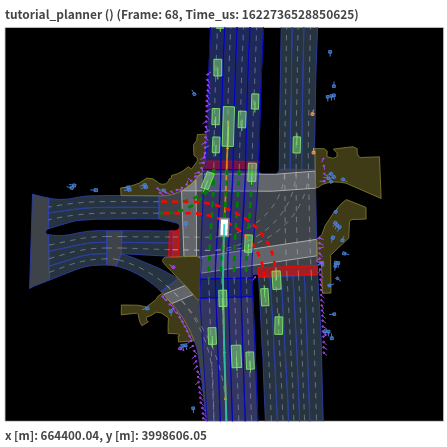 tutorial_planner () (Frame: 68, Time_us: 1622736528850625)
x [m]: 664400.04, y [m]: 3998606.05